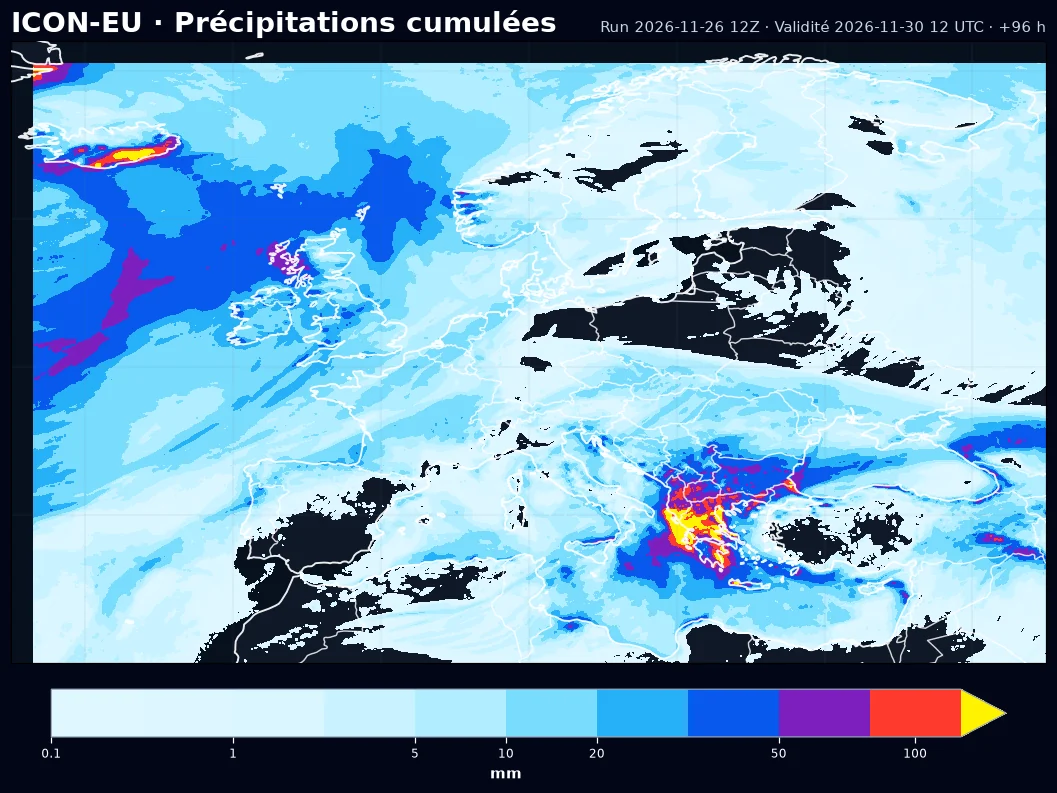 ICON-EU · Précipitations cumulées
Run 2026-11-26 12Z · Validité 2026-11-30 12 UTC · +96 h
0.1 1 5 10 20 50 100
mm